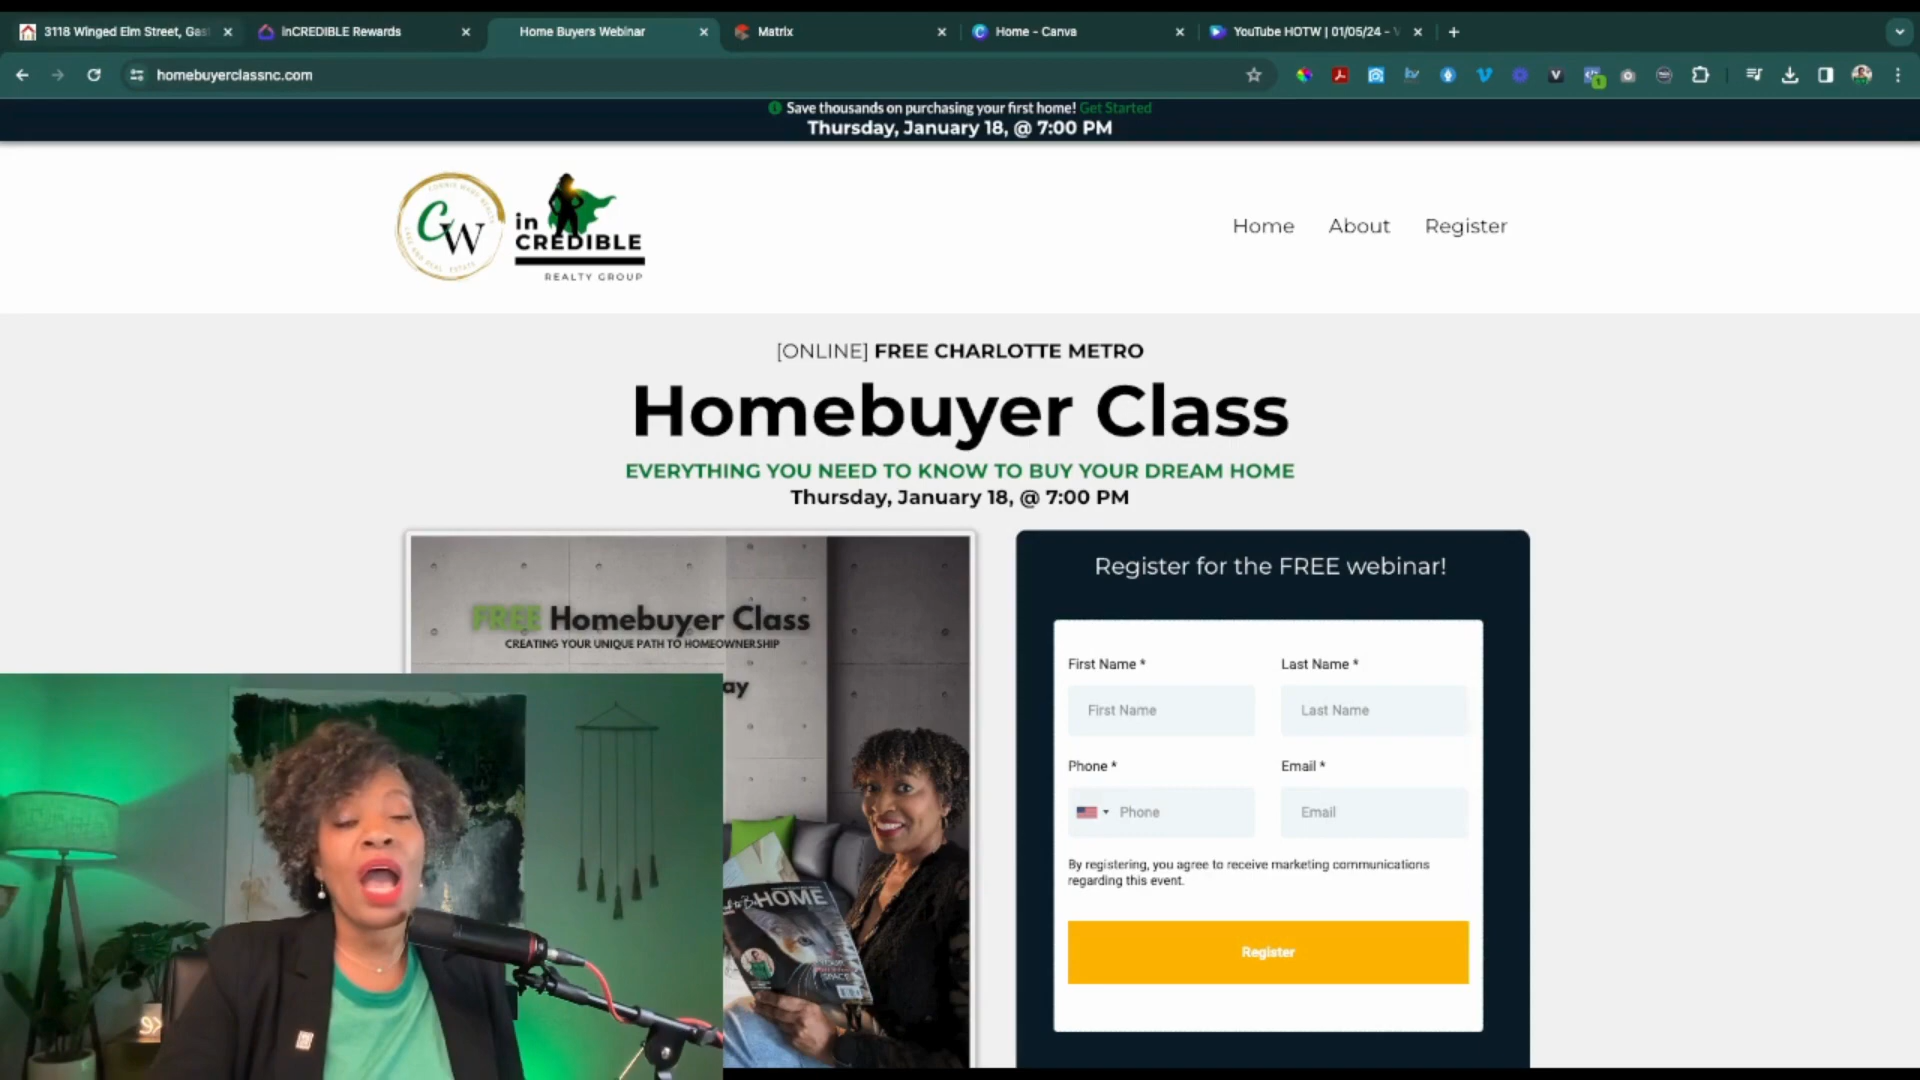 3118 Winged Elm Street, Gas
inCREDIBLE Rewards
Home Buyers Webinar
Matrix
Home - Canva
YouTube HOTW | 01/05/24 -
homebuyerclassnc.com
Save thousands on purchasing your first home! Get Started
Thursday, January 18, @ 7:00 PM
GW
in
CREDIBLE
REALTY GROUP
Home
About
Register
[ONLINE] FREE CHARLOTTE METRO
Homebuyer Class
EVERYTHING YOU NEED TO KNOW TO BUY YOUR DREAM HOME
Thursday, January 18, @ 7:00 PM
FREE Homebuyer Class
CREATING YOUR UNIQUE PATH TO HOMEOWNERSHIP
ay
HOME
SPACE
Register for the FREE webinar!
First Name *
Last Name *
First Name
Last Name
Phone *
Email *
Phone
Email
By registering, you agree to receive marketing communications
regarding this event.
Register